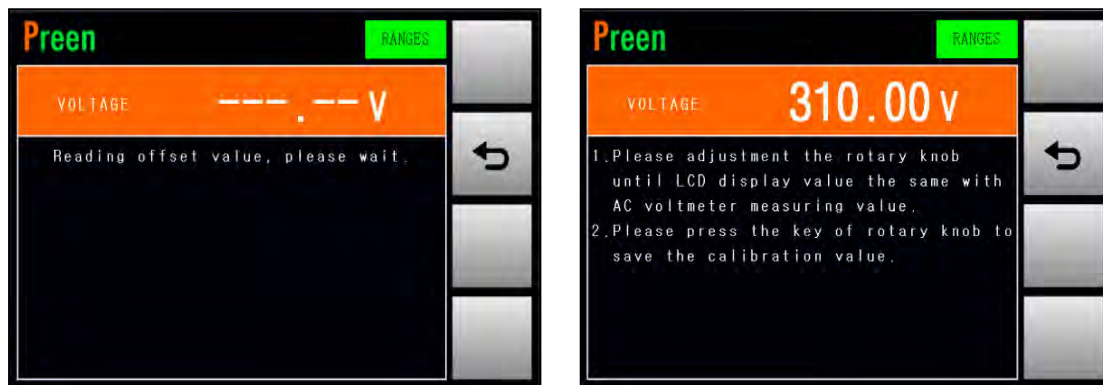 Preen
RANGES
VOLTAGE ---.-- V
Reading offset value, please wait.
Preen
RANGES
VOLTAGE 310.00 V
1.Please adjustment the rotary knob
until LCD display value the same with
AC voltmeter measuring value.
2.Please press the key of rotary knob to
save the calibration value.